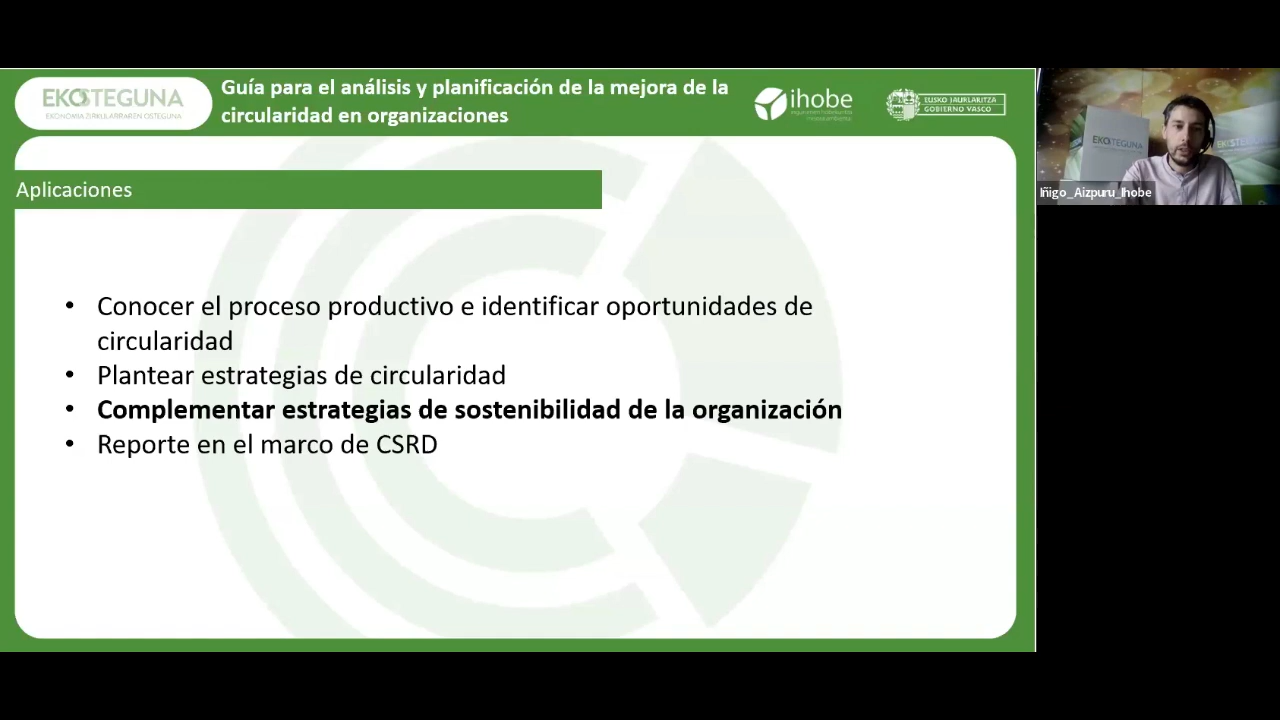 EKOSTEGUNA
EKONOMIA ZIRKULARRAREN OSTEGUNA
Guía para el análisis y planificación de la mejora de la
circularidad en organizaciones
ihobe
EUSKO JAURLARITZA
GOBIERNO VASCO
Aplicaciones
• Conocer el proceso productivo e identificar oportunidades de
circularidad
• Plantear estrategias de circularidad
• Complementar estrategias de sostenibilidad de la organización
• Reporte en el marco de CSRD
EKOSTEGUNA
Iñigo_Aizpuru_Ihobe